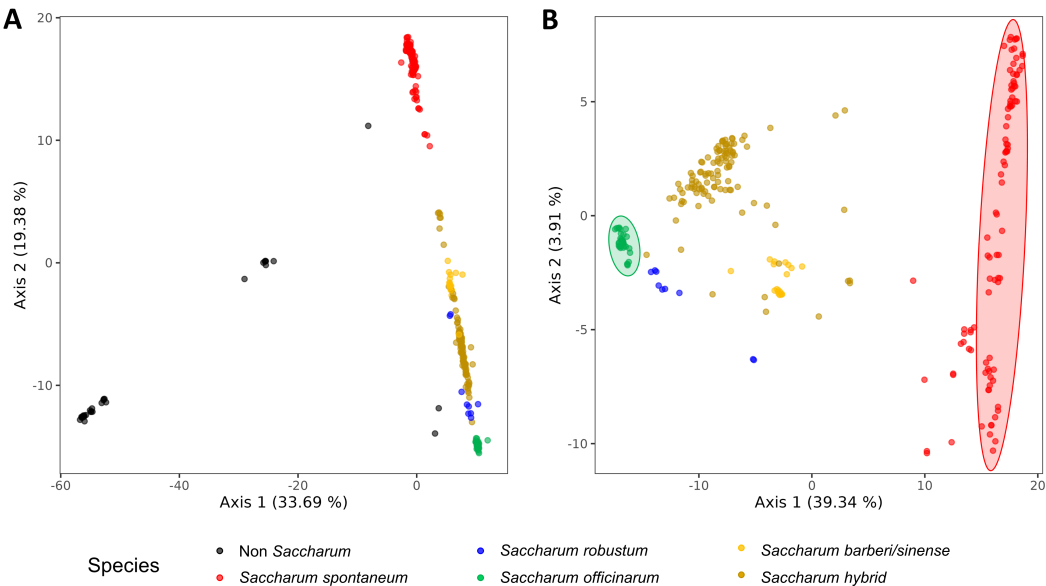 A
B
20
10
0
-10
Axis 2 (19.38 %)
-60
-40
-20
0
Axis 1 (33.69 %)
5
0
-5
-10
Axis 2 (3.91 %)
-10
0
10
20
Axis 1 (39.34 %)
Species
Non Saccharum
Saccharum robustum
Saccharum barberi/sinense
Saccharum spontaneum
Saccharum officinarum
Saccharum hybrid